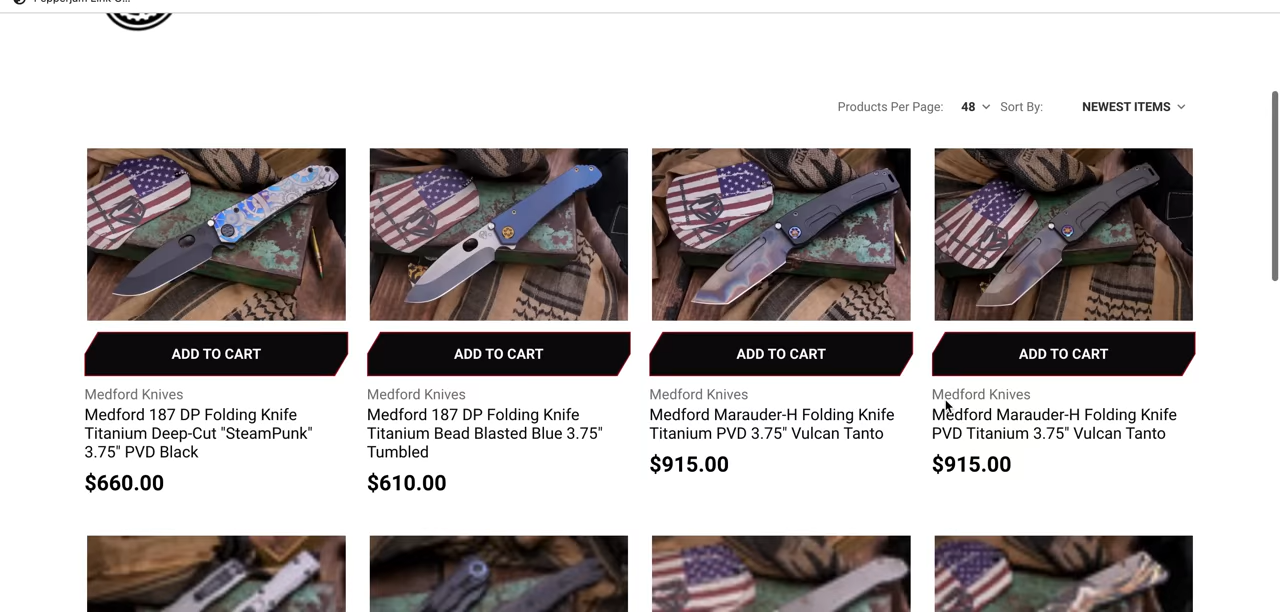 Products Per Page: 48 Sort By: NEWEST ITEMS
ADD TO CART
Medford Knives
Medford 187 DP Folding Knife
Titanium Deep-Cut "SteamPunk"
3.75" PVD Black
$660.00
ADD TO CART
Medford Knives
Medford 187 DP Folding Knife
Titanium Bead Blasted Blue 3.75"
Tumbled
$610.00
ADD TO CART
Medford Knives
Medford Marauder-H Folding Knife
Titanium PVD 3.75" Vulcan Tanto
$915.00
ADD TO CART
Medford Knives
Medford Marauder-H Folding Knife
PVD Titanium 3.75" Vulcan Tanto
$915.00